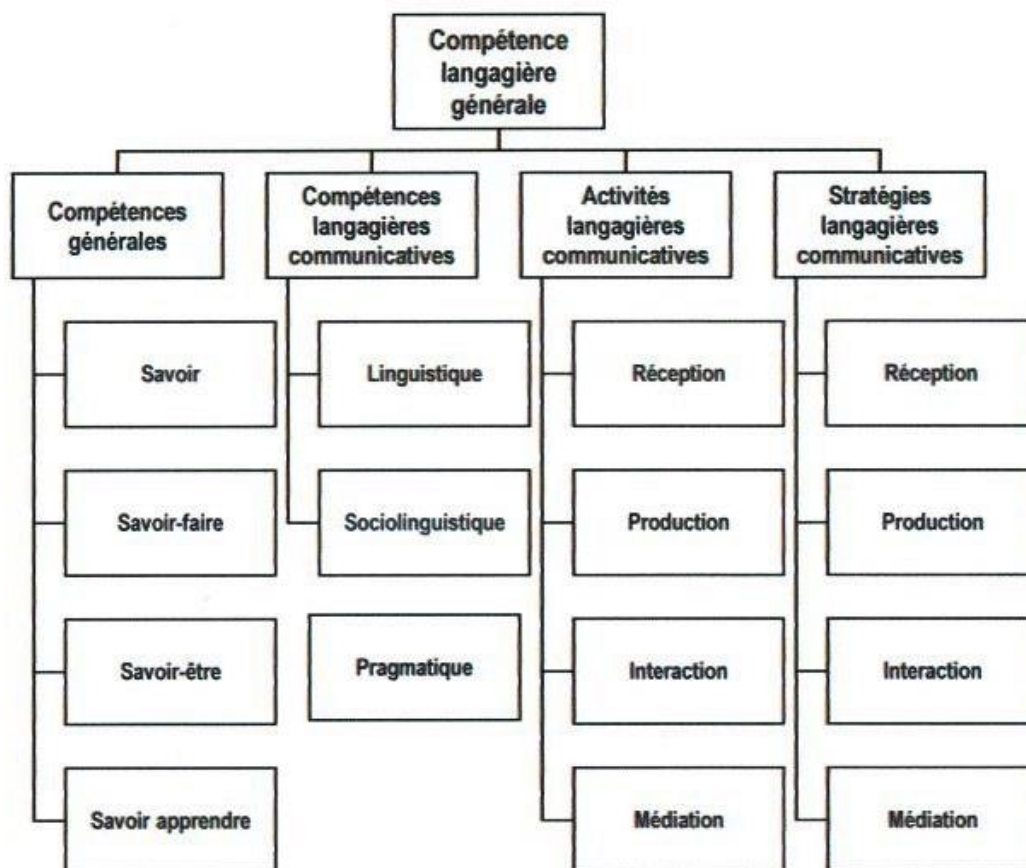 Compétence
langagière
générale
Compétences
générales
Compétences
langagières
communicatives
Activités
langagières
communicatives
Stratégies
langagières
communicatives
Savoir
Linguistique
Réception
Réception
Savoir-faire
Sociolinguistique
Production
Production
Savoir-être
Pragmatique
Interaction
Interaction
Savoir apprendre
Médiation
Médiation